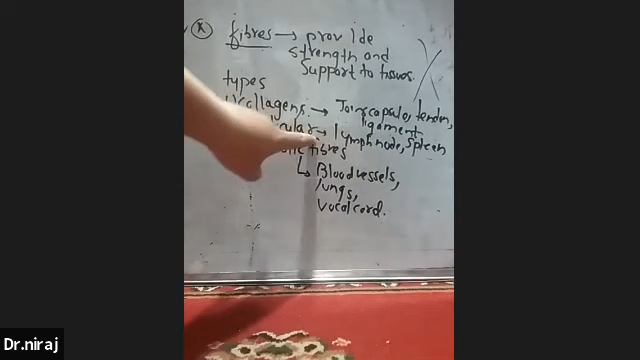 fibres → provide
strength and
Support to tissues.
types
Collagens → Joint capsule, tendon,
ligament
→ lymph node, Spleen
fibres
↳ Blood vessels,
lungs,
Vocal cord.
Dr.niraj